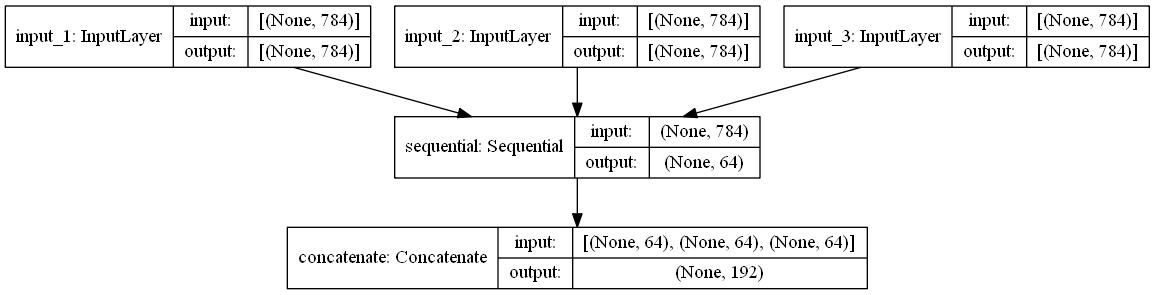 input_1: InputLayer input: [(None, 784)] output: [(None, 784)]
input_2: InputLayer input: [(None, 784)] output: [(None, 784)]
input_3: InputLayer input: [(None, 784)] output: [(None, 784)]
sequential: Sequential input: (None, 784) output: (None, 64)
concatenate: Concatenate input: [(None, 64), (None, 64), (None, 64)] output: (None, 192)